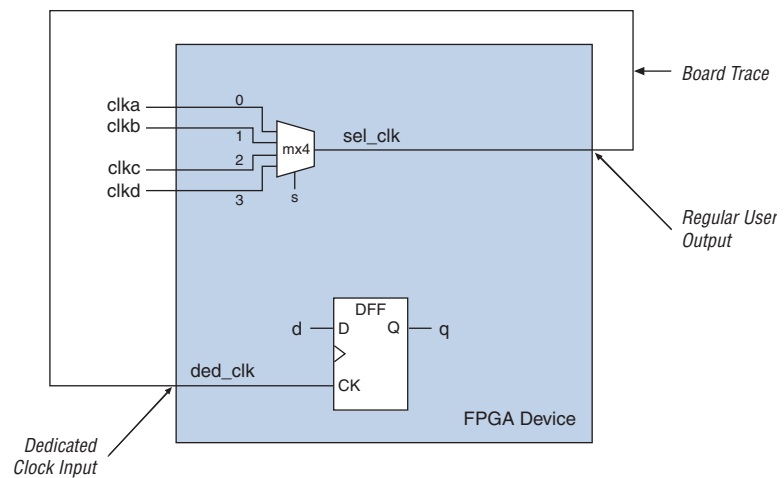 Board Trace
clka
0
clkb
1
sel_clk
mx4
clkc
2
clkd
3
s
Regular User
Output
DFF
d
D
Q
q
ded_clk
CK
FPGA Device
Dedicated
Clock Input